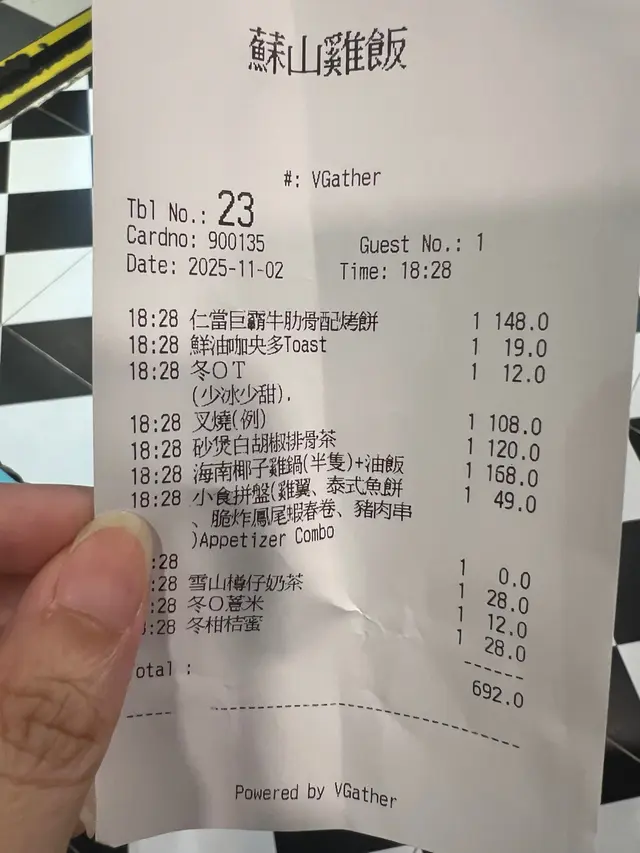 蘇山雞飯
#: VGather
Tbl No.: 23
Cardno: 900135 Guest No.: 1
Date: 2025-11-02 Time: 18:28
18:28 仁當巨霸牛肋骨配烤餅 1 148.0
18:28 鮮油咖央多Toast 1 19.0
18:28 冬OT 1 12.0
(少冰少甜).
18:28 叉燒(例) 1 108.0
18:28 砂煲白胡椒排骨茶 1 120.0
18:28 海南椰子雞鍋(半隻)+油飯 1 168.0
18:28 小食拼盤(雞翼、泰式魚餅 1 49.0
、脆炸鳳尾蝦春卷、豬肉串
)Appetizer Combo
:28 1 0.0
:28 雪山樽仔奶茶 1 28.0
:28 冬O薏米 1 12.0
:28 冬柑桔蜜 1 28.0
otal : 692.0
Powered by VGather